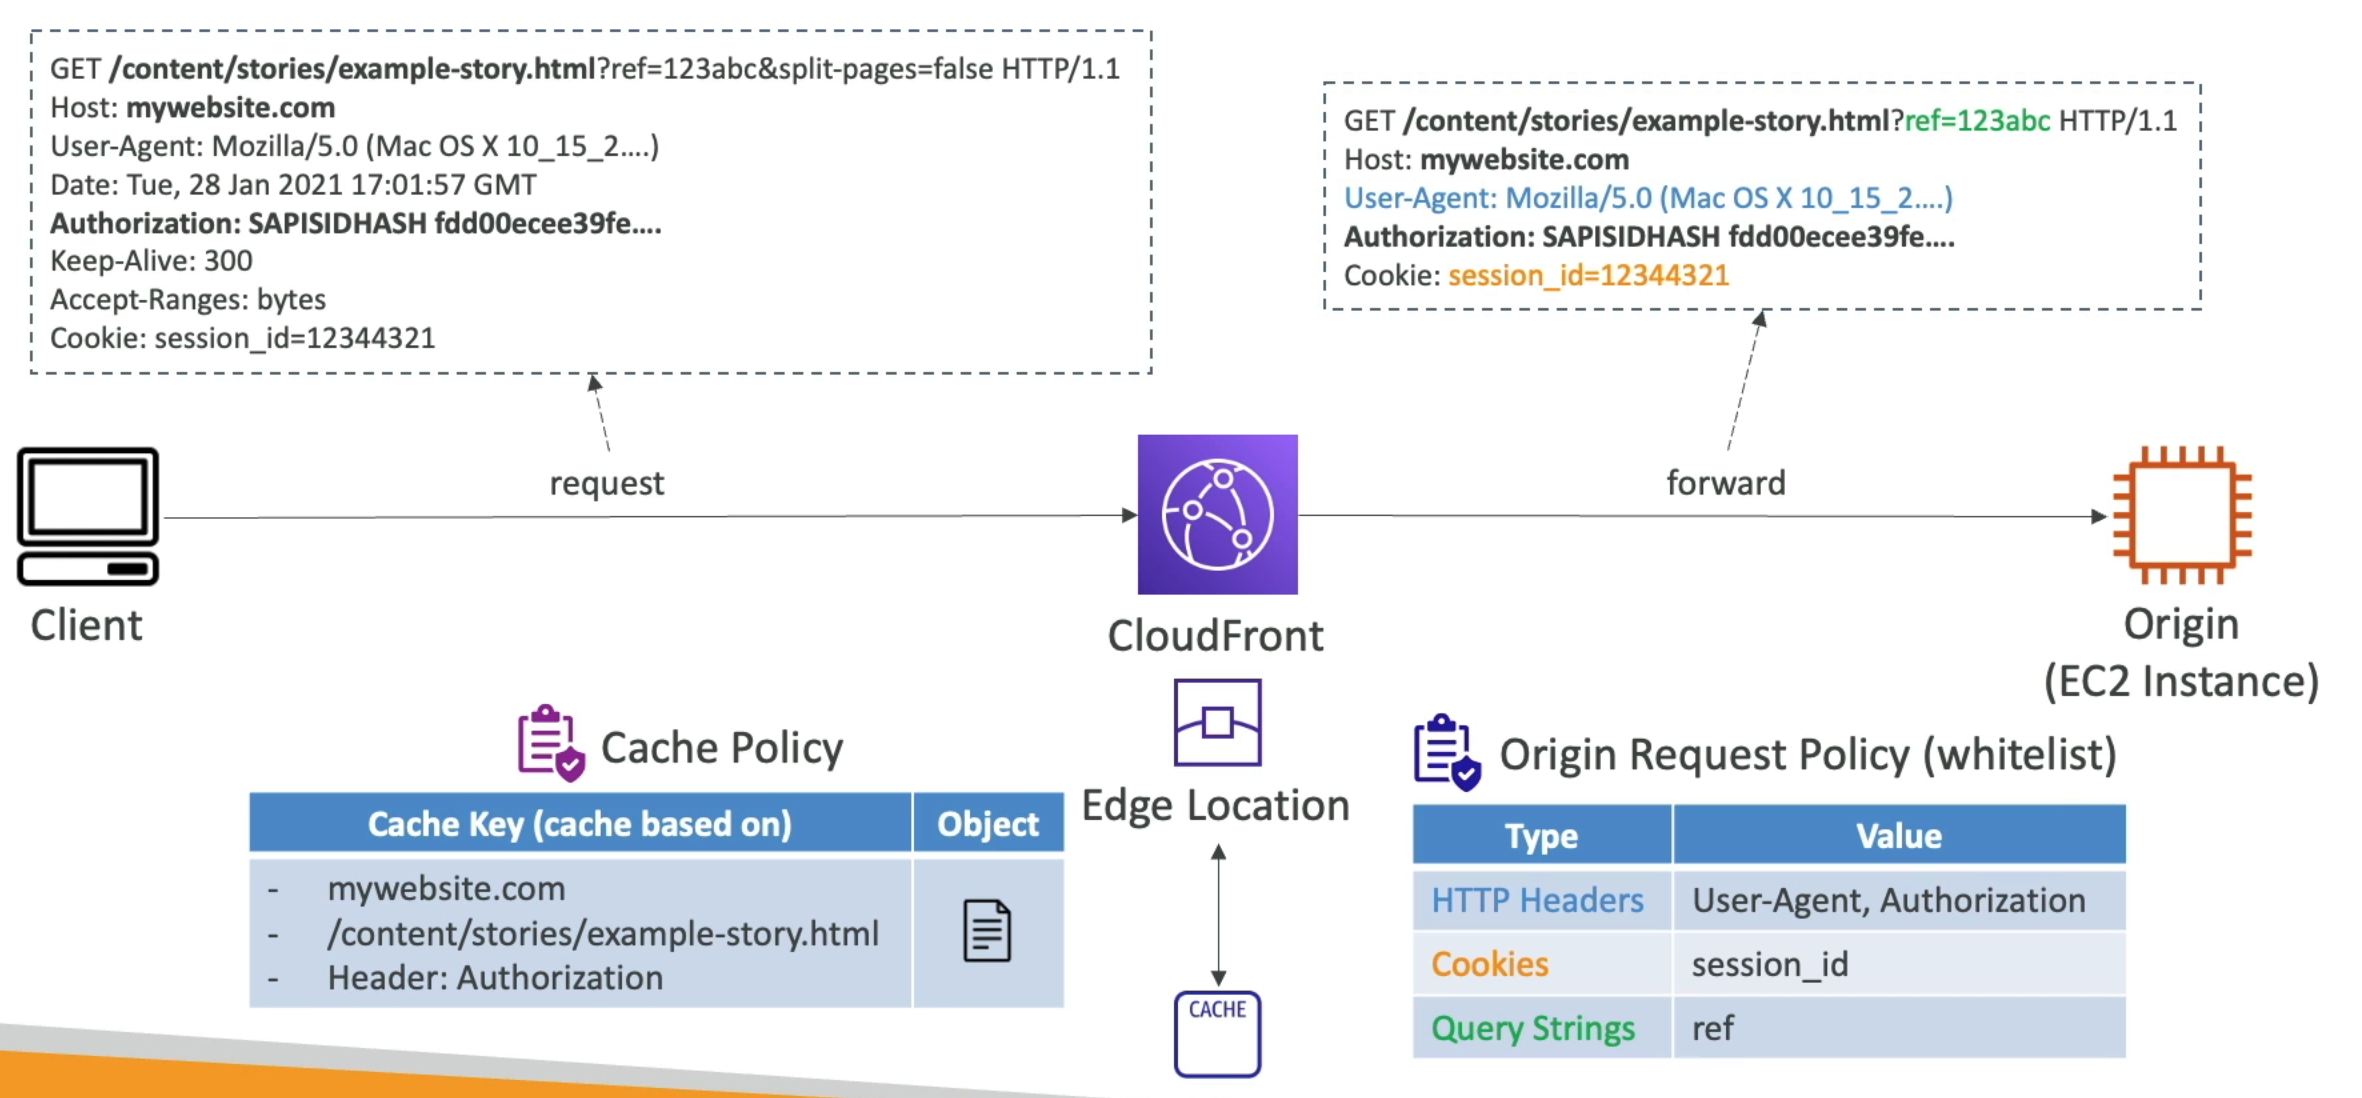 GET /content/stories/example-story.html?ref=123abc&split-pages=false HTTP/1.1
Host: mywebsite.com
User-Agent: Mozilla/5.0 (Mac OS X 10_15_2....)
Date: Tue, 28 Jan 2021 17:01:57 GMT
Authorization: SAPISIDHASH fdd00ecee39fe....
Keep-Alive: 300
Accept-Ranges: bytes
Cookie: session_id=12344321
GET /content/stories/example-story.html?ref=123abc HTTP/1.1
Host: mywebsite.com
User-Agent: Mozilla/5.0 (Mac OS X 10_15_2....)
Authorization: SAPISIDHASH fdd00ecee39fe....
Cookie: session_id=12344321
request
forward
Client
CloudFront
Origin
(EC2 Instance)
Cache Policy
Cache Key (cache based on) Object
- mywebsite.com
- /content/stories/example-story.html
- Header: Authorization
Edge Location
CACHE
Origin Request Policy (whitelist)
Type Value
HTTP Headers User-Agent, Authorization
Cookies session_id
Query Strings ref